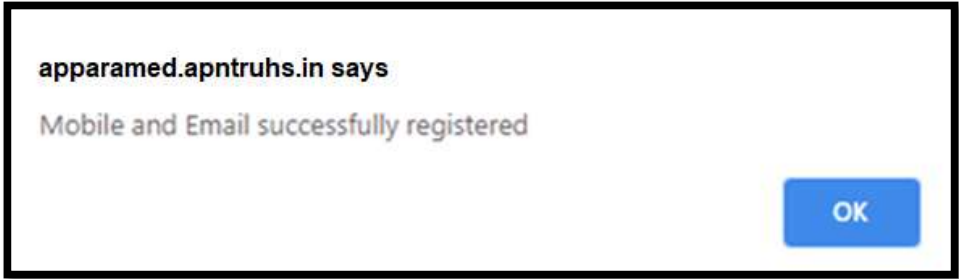 apparamed.apntruhs.in says
Mobile and Email successfully registered
OK